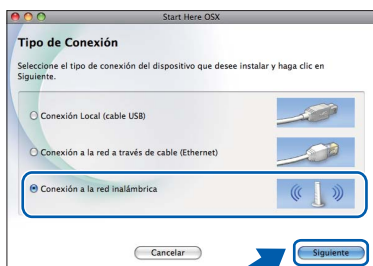 Start Here OSX
Tipo de Conexión
Seleccione el tipo de conexión del dispositivo que desee instalar y haga clic en
Siguiente.
Conexión Local (cable USB)
Conexión a la red a través de cable (Ethernet)
Conexión a la red inalámbrica
Cancelar
Siguiente